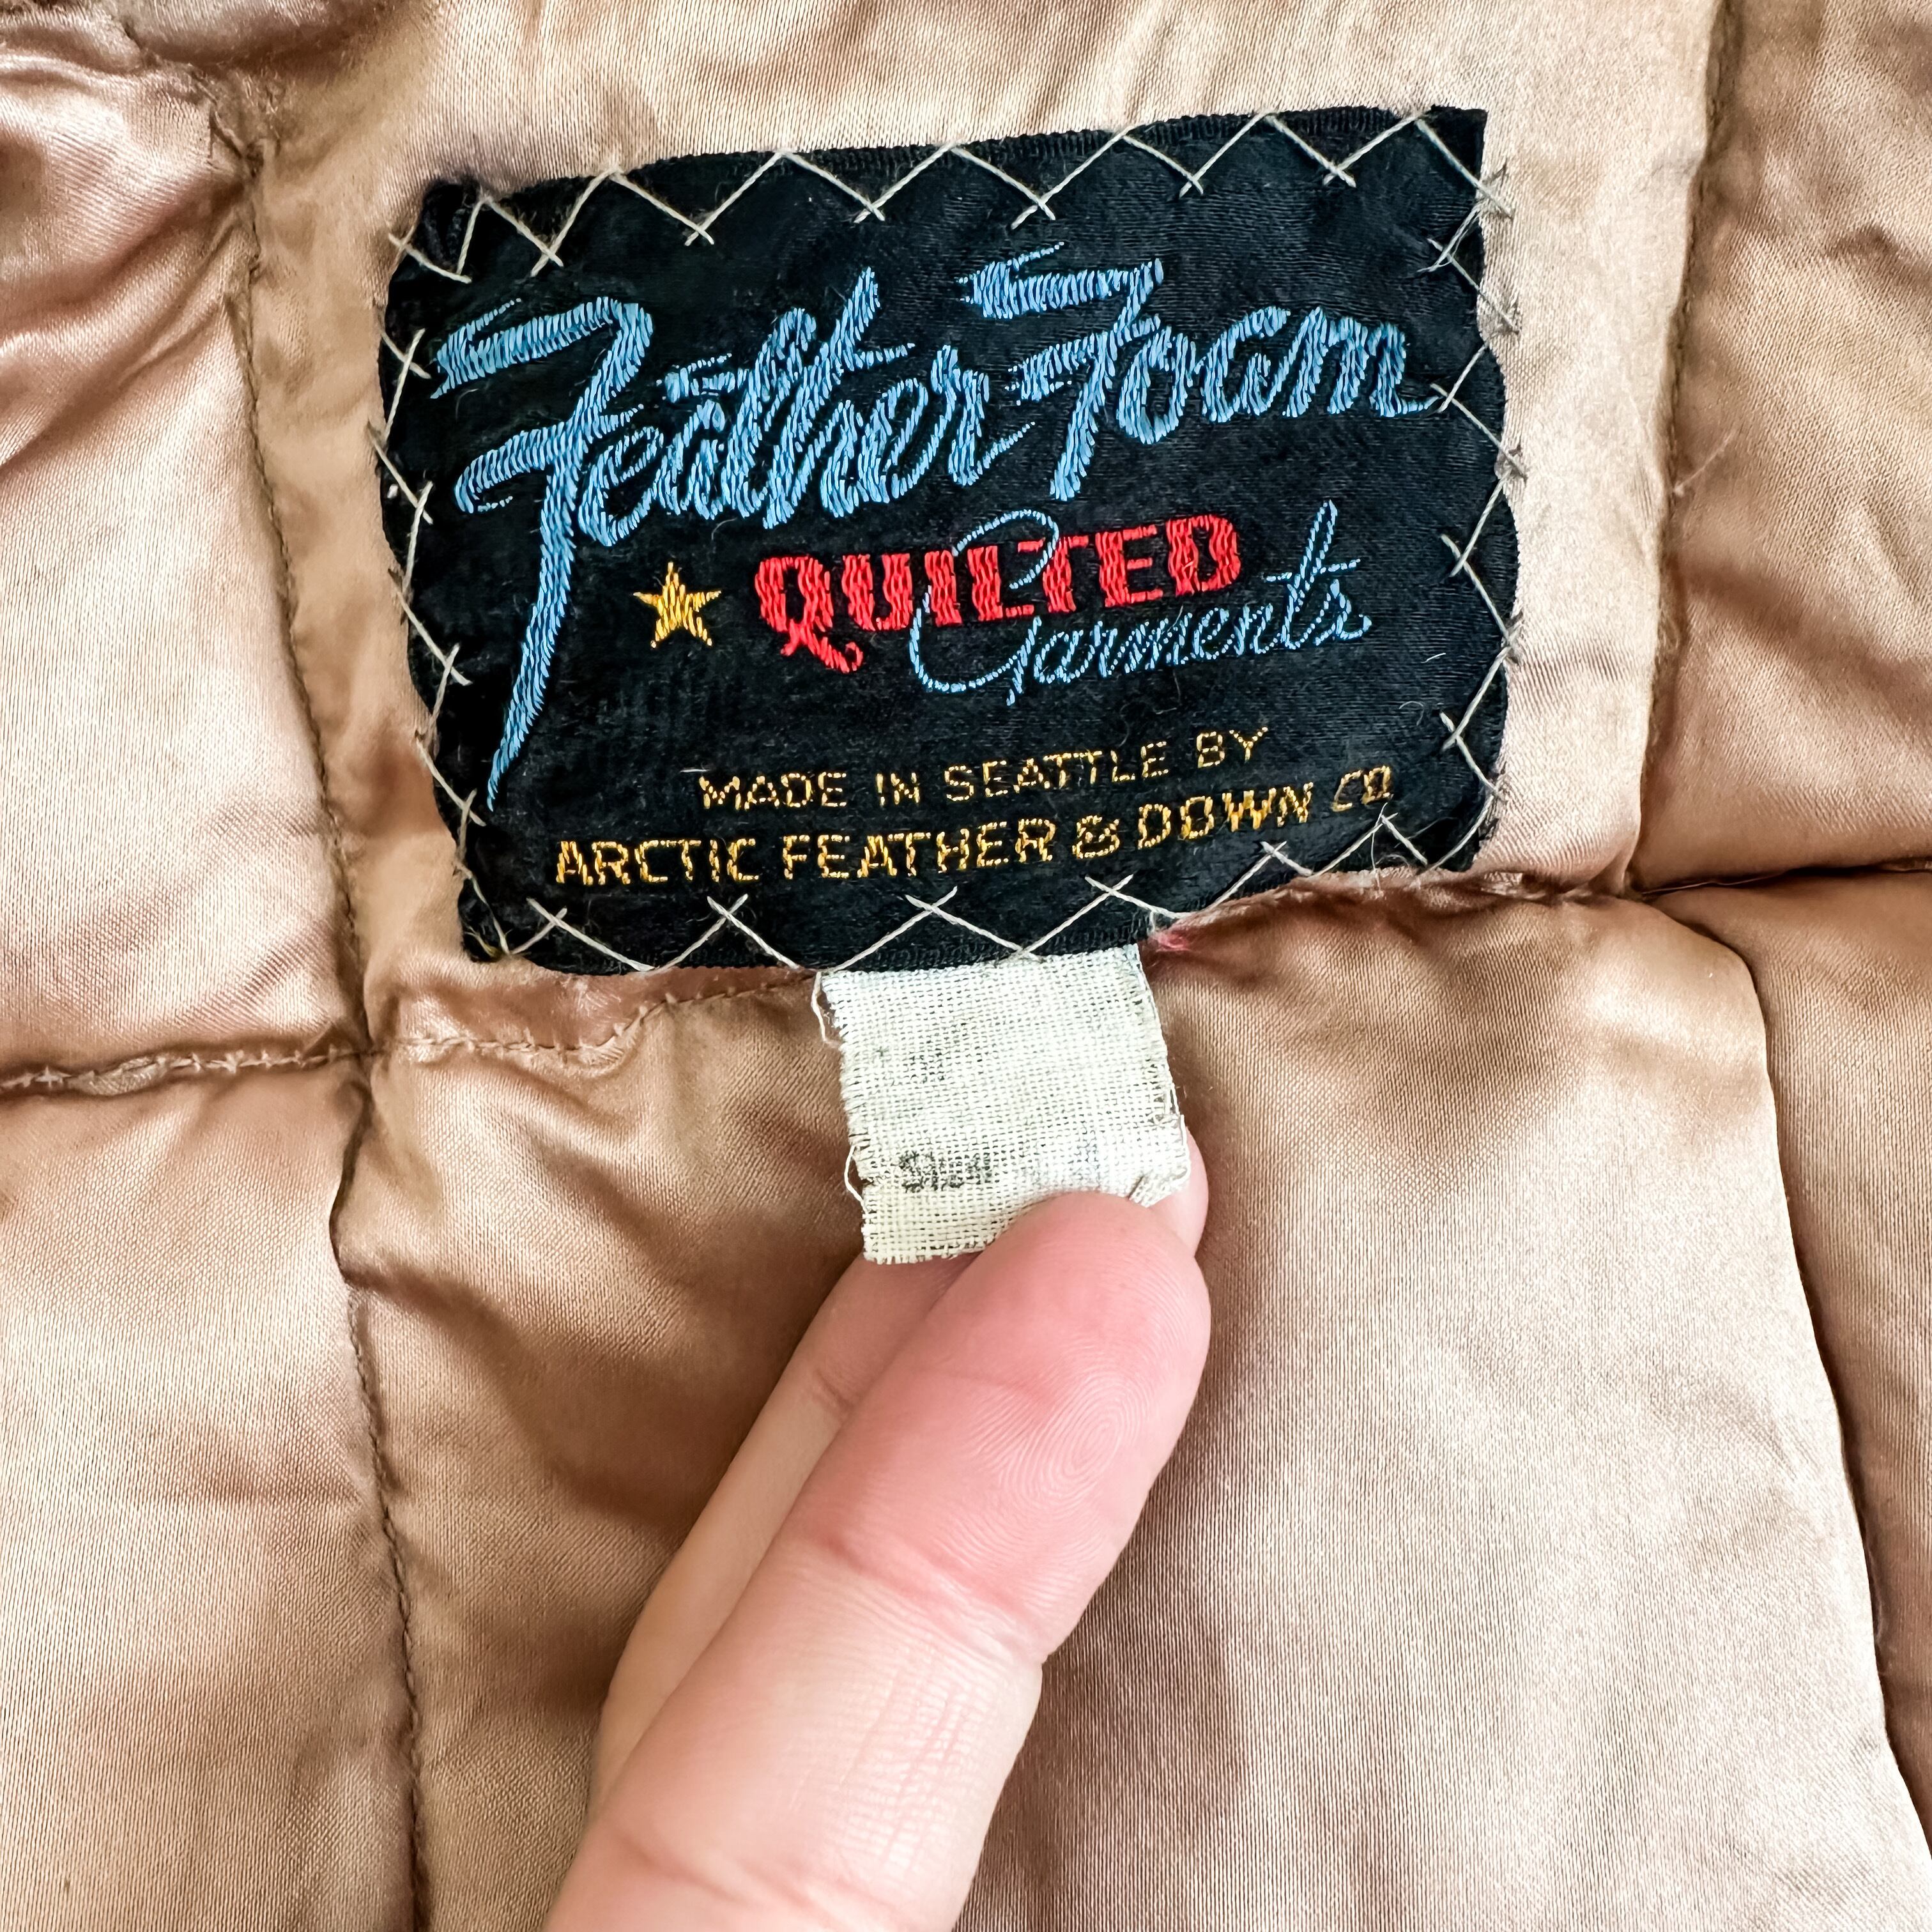 Feather Foam
QUILTED
Garments
MADE IN SEATTLE BY
ARCTIC FEATHER & DOWN CO